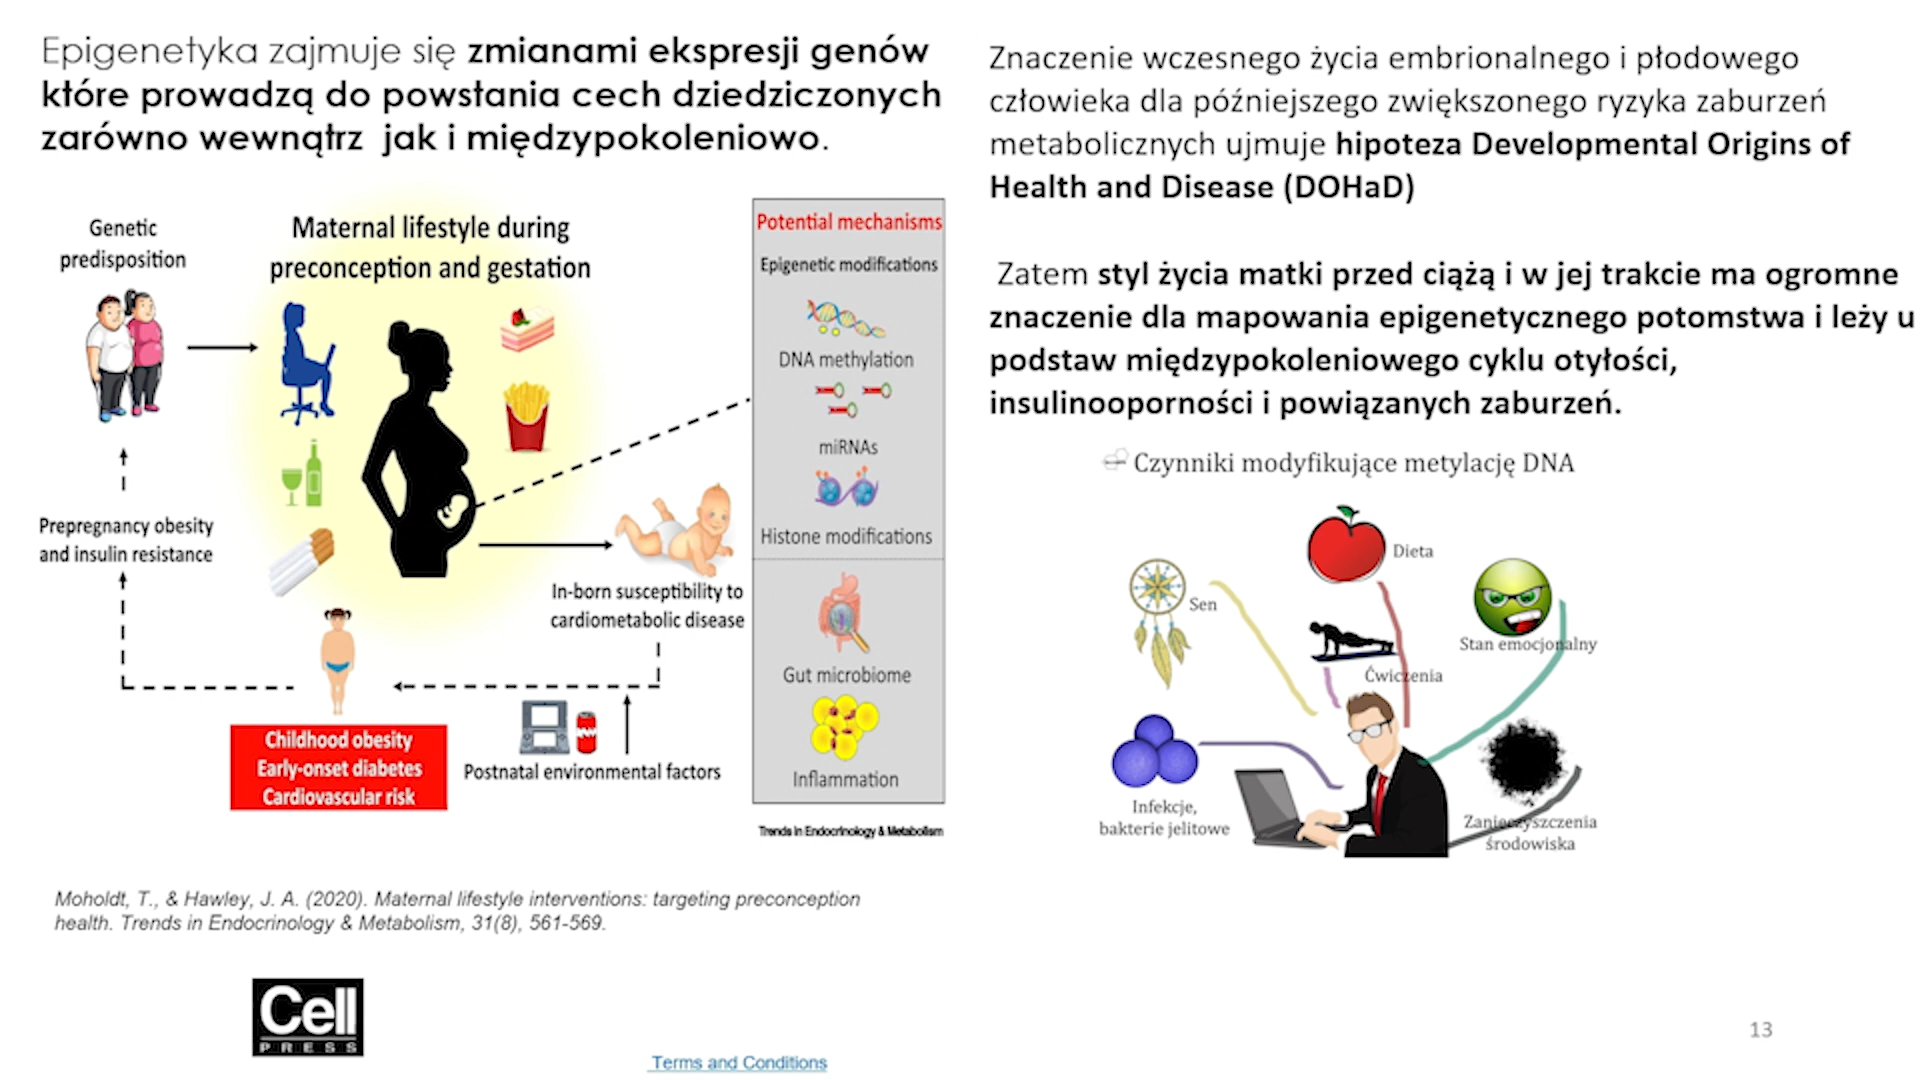 Epigenetyka zajmuje się zmianami ekspresji genów
które prowadzą do powstania cech dziedziczonych
zarówno wewnątrz jak i międzypokoleniowo.
Genetic
predisposition
Maternal lifestyle during
preconception and gestation
Prepregnancy obesity
and insulin resistance
In-born susceptibility to
cardiometabolic disease
Childhood obesity
Early-onset diabetes
Cardiovascular risk
Postnatal environmental factors
Potential mechanisms
Epigenetic modifications
DNA methylation
miRNAs
Histone modifications
Gut microbiome
Inflammation
Trends in Endocrinology & Metabolism
Moholdt, T., & Hawley, J. A. (2020). Maternal lifestyle interventions: targeting preconception
health. Trends in Endocrinology & Metabolism, 31(8), 561-569.
Cell
PRESS
Terms and Conditions
Znaczenie wczesnego życia embrionalnego i płodowego
człowieka dla późniejszego zwiększonego ryzyka zaburzeń
metabolicznych ujmuje hipoteza Developmental Origins of
Health and Disease (DOHaD)
Zatem styl życia matki przed ciążą i w jej trakcie ma ogromne
znaczenie dla mapowania epigenetycznego potomstwa i leży u
podstaw międzypokoleniowego cyklu otyłości,
insulinooporności i powiązanych zaburzeń.
Czynniki modyfikujące metylację DNA
Dieta
Sen
Stan emocjonalny
Ćwiczenia
Infekcje,
bakterie jelitowe
Zanieczyszczenia
środowiska
13